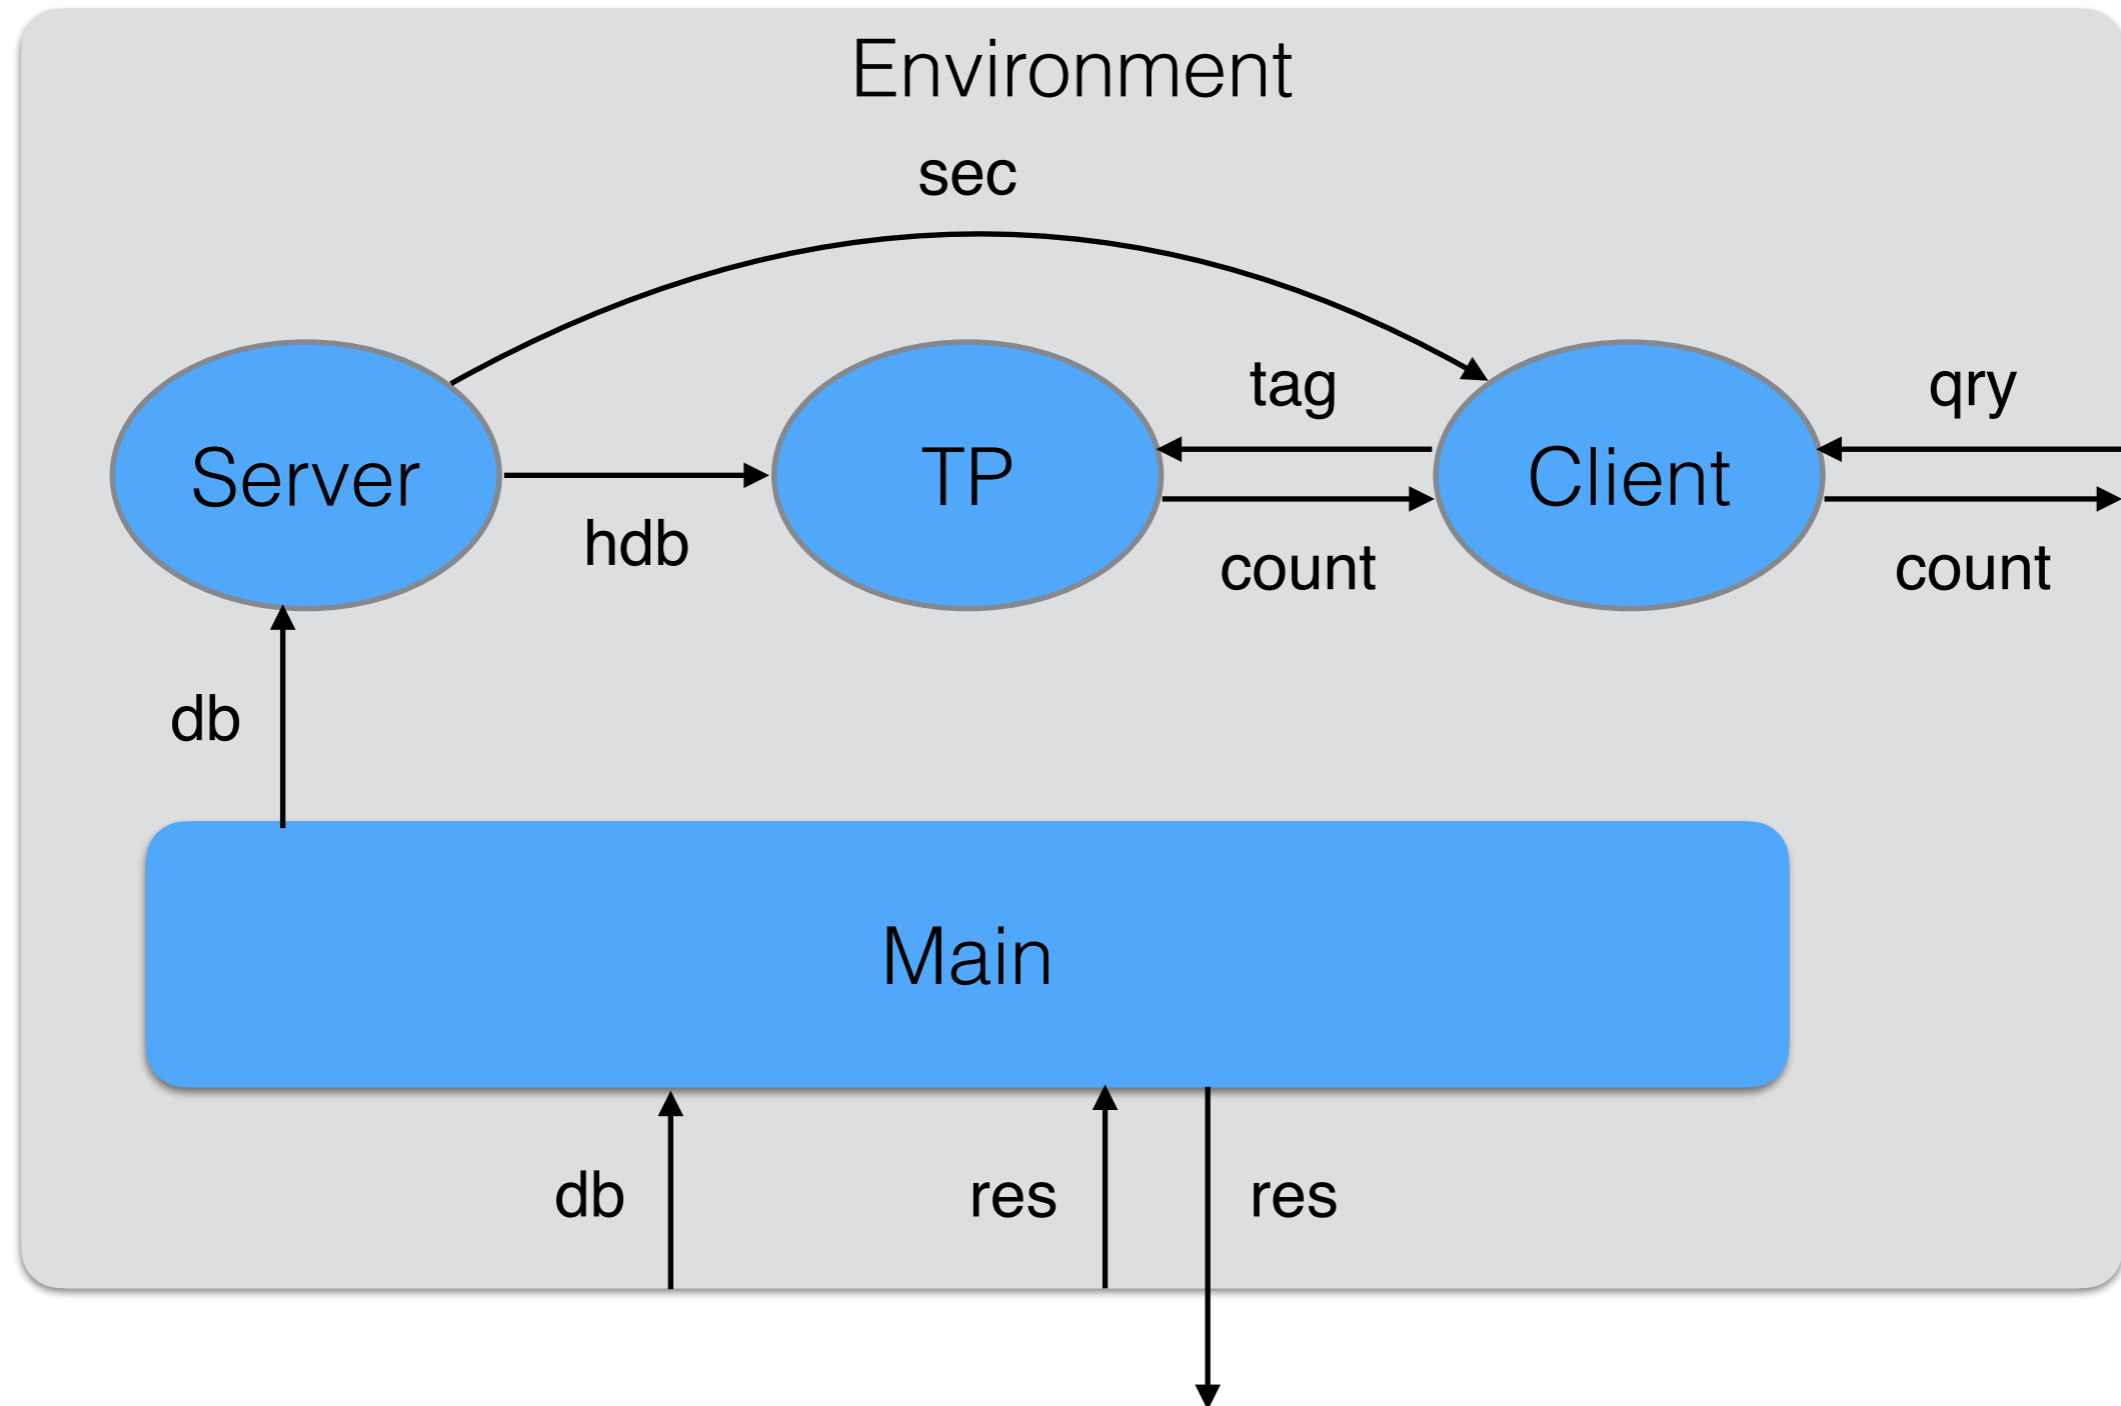 Environment
sec
tag
qry
Server
TP
Client
hdb
count
count
db
Main
db
res
res